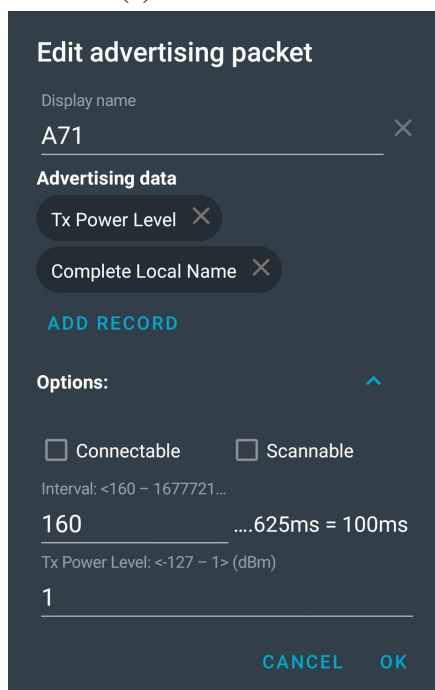 Edit advertising packet
Display name
A71
Advertising data
Tx Power Level
Complete Local Name
ADD RECORD
Options:
Connectable Scannable
Interval: <160 – 1677721...
160 ....625ms = 100ms
Tx Power Level: <-127 – 1> (dBm)
1
CANCEL OK